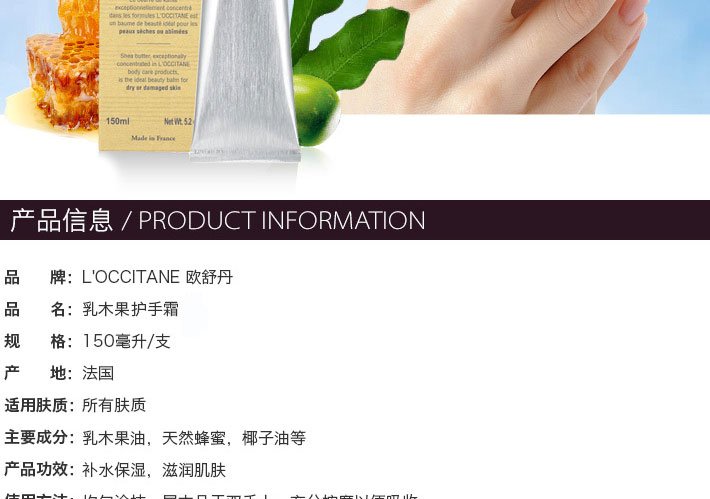 exceptionnellement concentré
dans les formules L'OCCITANE est
un baume de beauté idéal pour les
peaux sèches ou abîmées
Shea butter, exceptionally
concentrated in L'OCCITANE
body care products,
is the ideal beauty balm for
dry or damaged skin
150ml Net Wt. 5.2
Made in France
产品信息 / PRODUCT INFORMATION
品 牌：L'OCCITANE 欧舒丹
品 名：乳木果护手霜
规 格：150毫升/支
产 地：法国
适用肤质：所有肤质
主要成分：乳木果油，天然蜂蜜，椰子油等
产品功效：补水保湿，滋润肌肤